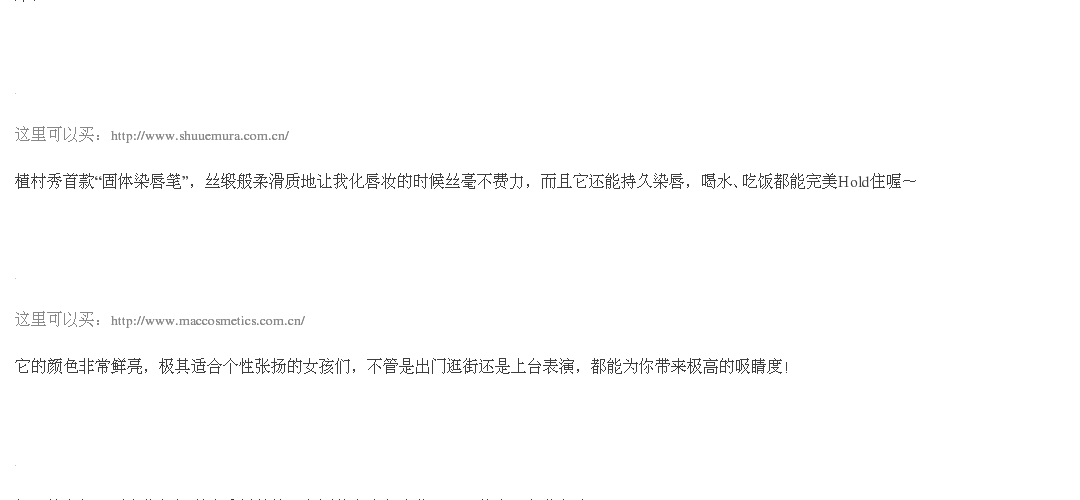 这里可以买：http://www.shuuemura.com.cn/
植村秀首款“固体染唇笔”，丝缎般柔滑质地让我化唇妆的时候丝毫不费力，而且它还能持久染唇，喝水、吃饭都能完美Hold住喔～
这里可以买：http://www.maccosmetics.com.cn/
它的颜色非常鲜亮，极其适合个性张扬的女孩们，不管是出门逛街还是上台表演，都能为你带来极高的吸睛度！